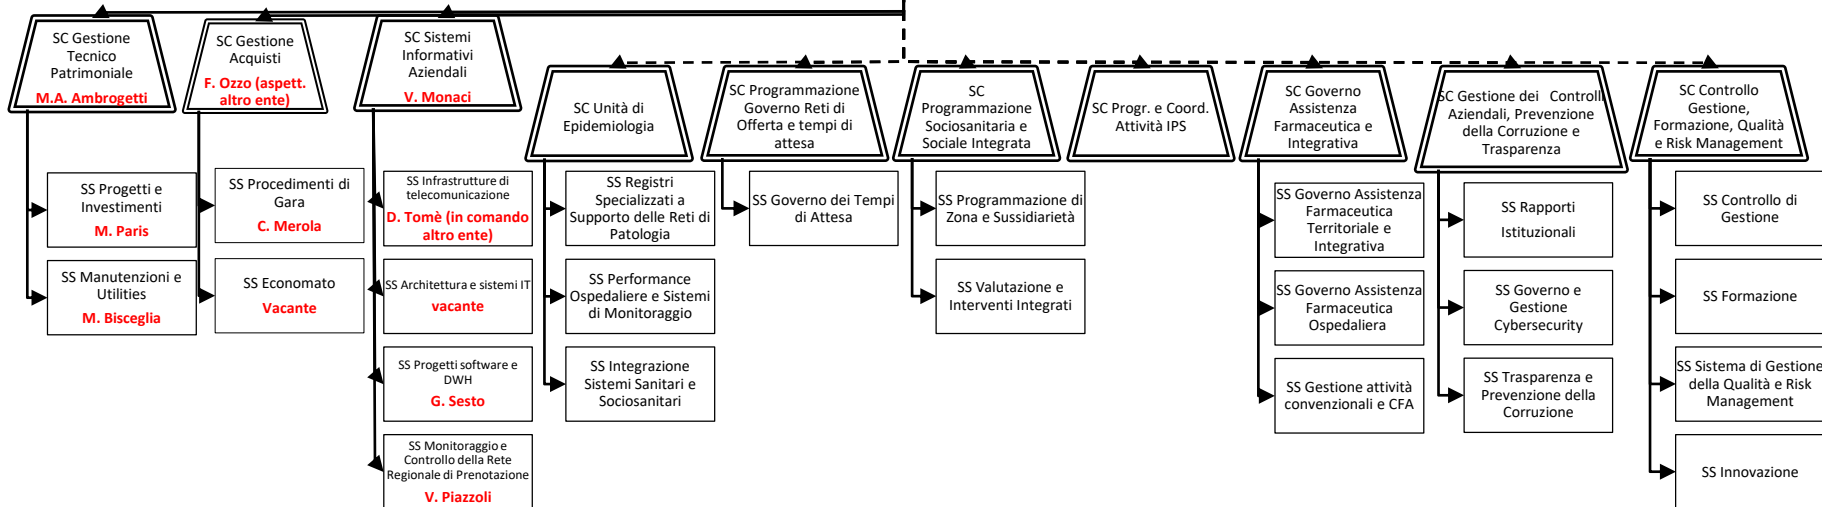 SC Gestione
Tecnico
Patrimoniale
M.A. Ambrogetti
SS Progetti e
Investimenti
M. Paris
SS Manutenzioni e
Utilities
M. Bisceglia
SC Gestione
Acquisti
F. Ozzo (aspett.
altro ente)
SS Procedimenti di
Gara
C. Merola
SS Economato
Vacante
SC Sistemi
Informativi
Aziendali
V. Monaci
SS Infrastrutture di
telecomunicazione
D. Tomè (in comando
altro ente)
SS Architettura e sistemi IT
vacante
SS Progetti software e
DWH
G. Sesto
SS Monitoraggio e
Controllo della Rete
Regionale di Prenotazione
V. Piazzoli
SC Unità di
Epidemiologia
SS Registri
Specializzati a
Supporto delle Reti di
Patologia
SS Performance
Ospedaliere e Sistemi
di Monitoraggio
SS Integrazione
Sistemi Sanitari e
Sociosanitari
SC Programmazione
Governo Reti di
Offerta e tempi di
attesa
SS Governo dei Tempi
di Attesa
SC
Programmazione
Sociosanitaria e
Sociale Integrata
SS Programmazione di
Zona e Sussidiarietà
SS Valutazione e
Interventi Integrati
SC Progr. e Coord.
Attività IPS
SC Governo
Assistenza
Farmaceutica e
Integrativa
SS Governo Assistenza
Farmaceutica
Territoriale e
Integrativa
SS Governo Assistenza
Farmaceutica
Ospedaliera
SS Gestione attività
convenzionali e CFA
SC Gestione dei Controlli
Aziendali, Prevenzione
della Corruzione e
Trasparenza
SS Rapporti
Istituzionali
SS Governo e
Gestione
Cybersecurity
SS Trasparenza e
Prevenzione della
Corruzione
SC Controllo
Gestione,
Formazione, Qualità
e Risk Management
SS Controllo di
Gestione
SS Formazione
SS Sistema di Gestione
della Qualità e Risk
Management
SS Innovazione